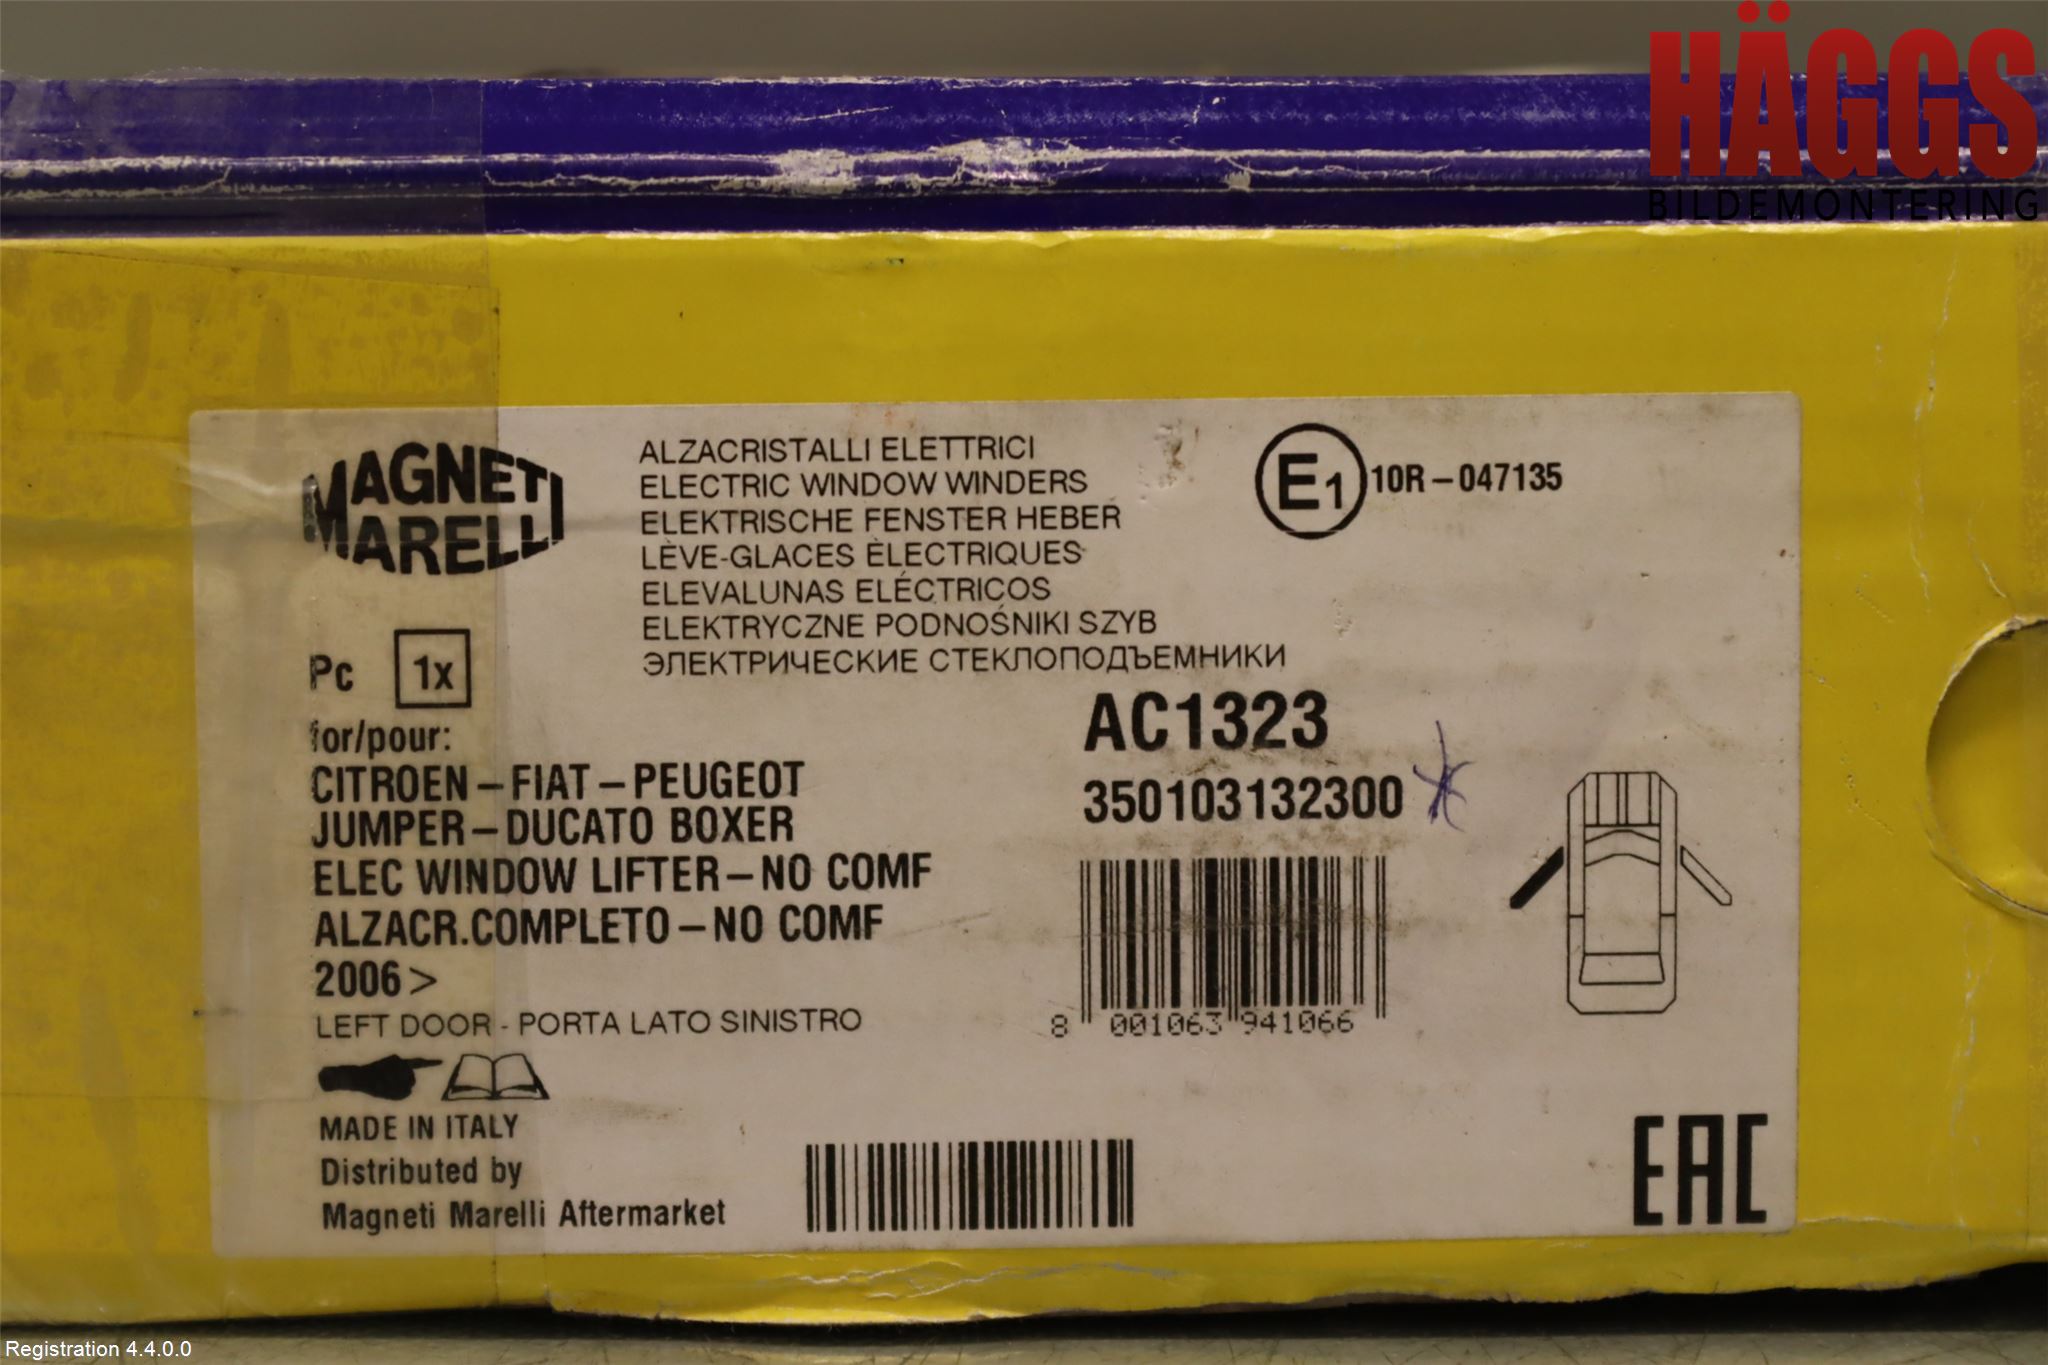 HÄGGS
BILDEMONTERING
MAGNETI
MARELLI
ALZACRISTALLI ELETTRICI
ELECTRIC WINDOW WINDERS
ELEKTRISCHE FENSTER HEBER
LÈVE-GLACES ÈLECTRIQUES
ELEVALUNAS ELÉCTRICOS
ELEKTRYCZNE PODNOŚNIKI SZYB
ЭЛЕКТРИЧЕСКИЕ СТЕКЛОПОДЪЕМНИКИ
E1 10R-047135
Pc 1x
for/pour:
CITROEN-FIAT-PEUGEOT
JUMPER-DUCATO BOXER
ELEC WINDOW LIFTER-NO COMF
ALZACR.COMPLETO-NO COMF
2006>
LEFT DOOR - PORTA LATO SINISTRO
AC1323
350103132300
8 001063 941066
MADE IN ITALY
Distributed by
Magneti Marelli Aftermarket
EAC
Registration 4.4.0.0